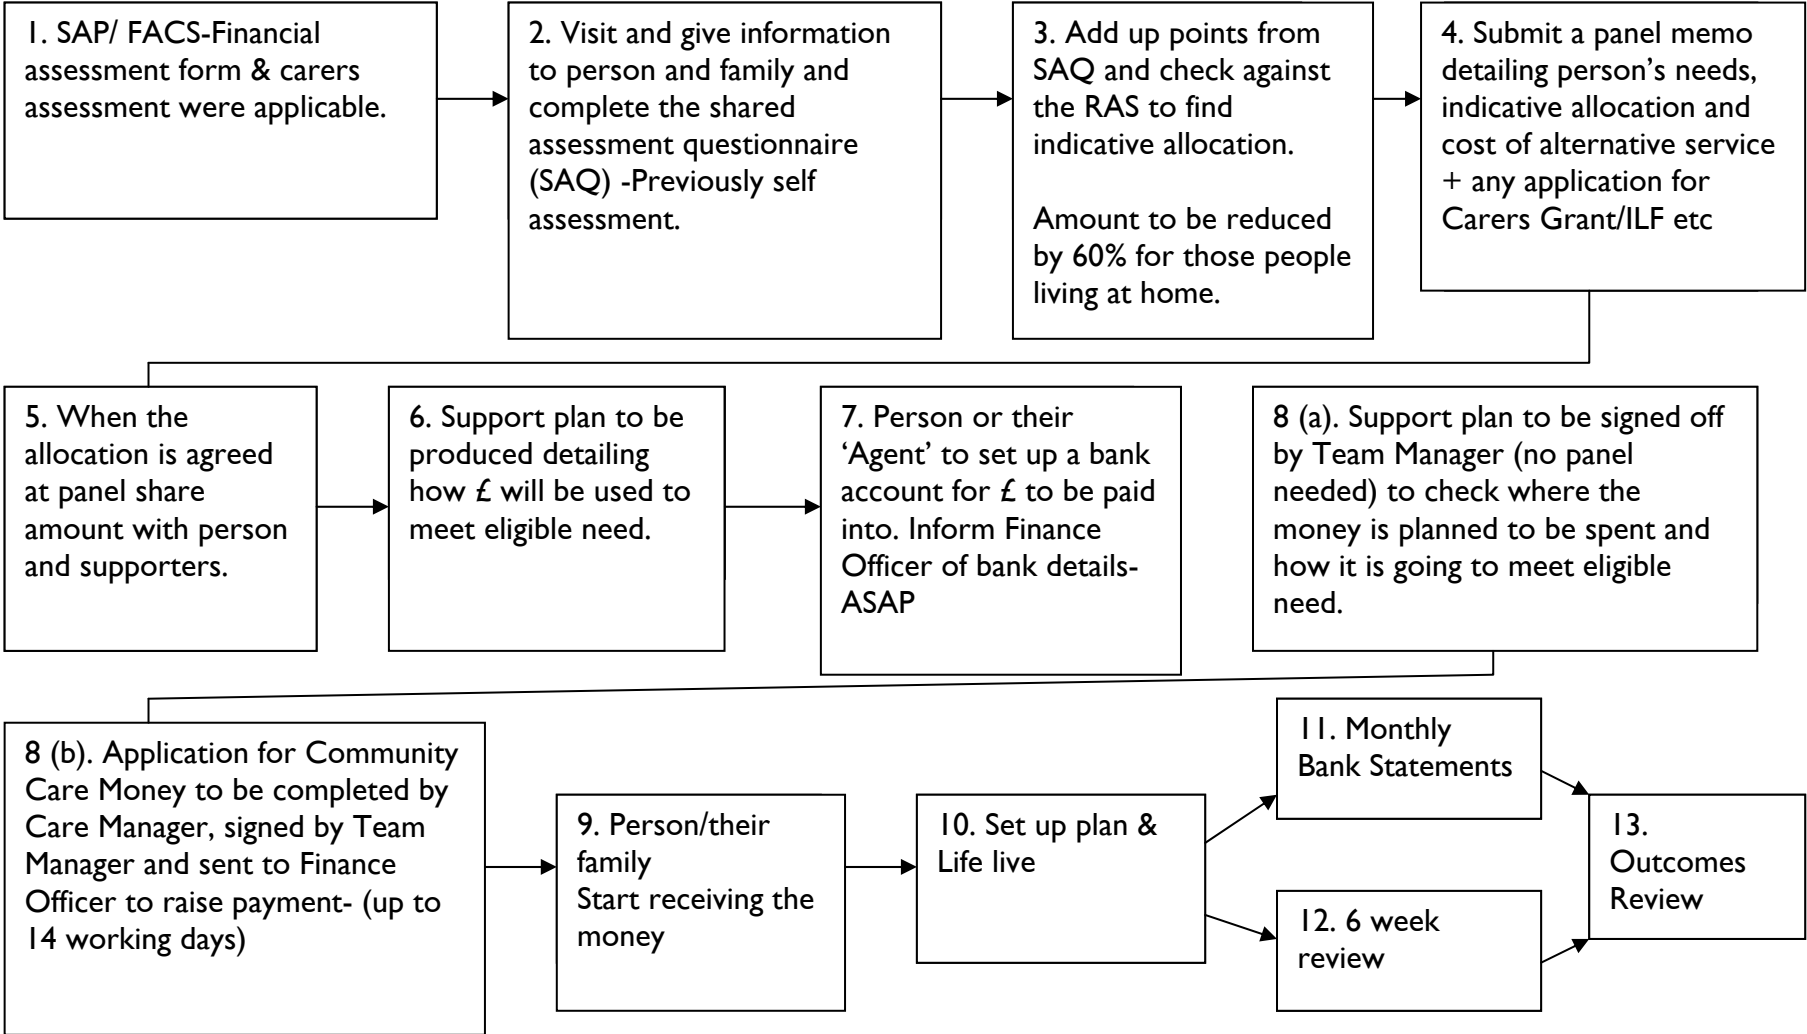 1. SAP/ FACS-Financial
assessment form & carers
assessment were applicable.
2. Visit and give information
to person and family and
complete the shared
assessment questionnaire
(SAQ) -Previously self
assessment.
3. Add up points from
SAQ and check against
the RAS to find
indicative allocation.
Amount to be reduced
by 60% for those people
living at home.
4. Submit a panel memo
detailing person’s needs,
indicative allocation and
cost of alternative service
+ any application for
Carers Grant/ILF etc
5. When the
allocation is agreed
at panel share
amount with person
and supporters.
6. Support plan to be
produced detailing
how £ will be used to
meet eligible need.
7. Person or their
‘Agent’ to set up a bank
account for £ to be paid
into. Inform Finance
Officer of bank details-
ASAP
8 (a). Support plan to be signed off
by Team Manager (no panel
needed) to check where the
money is planned to be spent and
how it is going to meet eligible
need.
8 (b). Application for Community
Care Money to be completed by
Care Manager, signed by Team
Manager and sent to Finance
Officer to raise payment- (up to
14 working days)
9. Person/their
family
Start receiving the
money
10. Set up plan &
Life live
11. Monthly
Bank Statements
12. 6 week
review
13.
Outcomes
Review